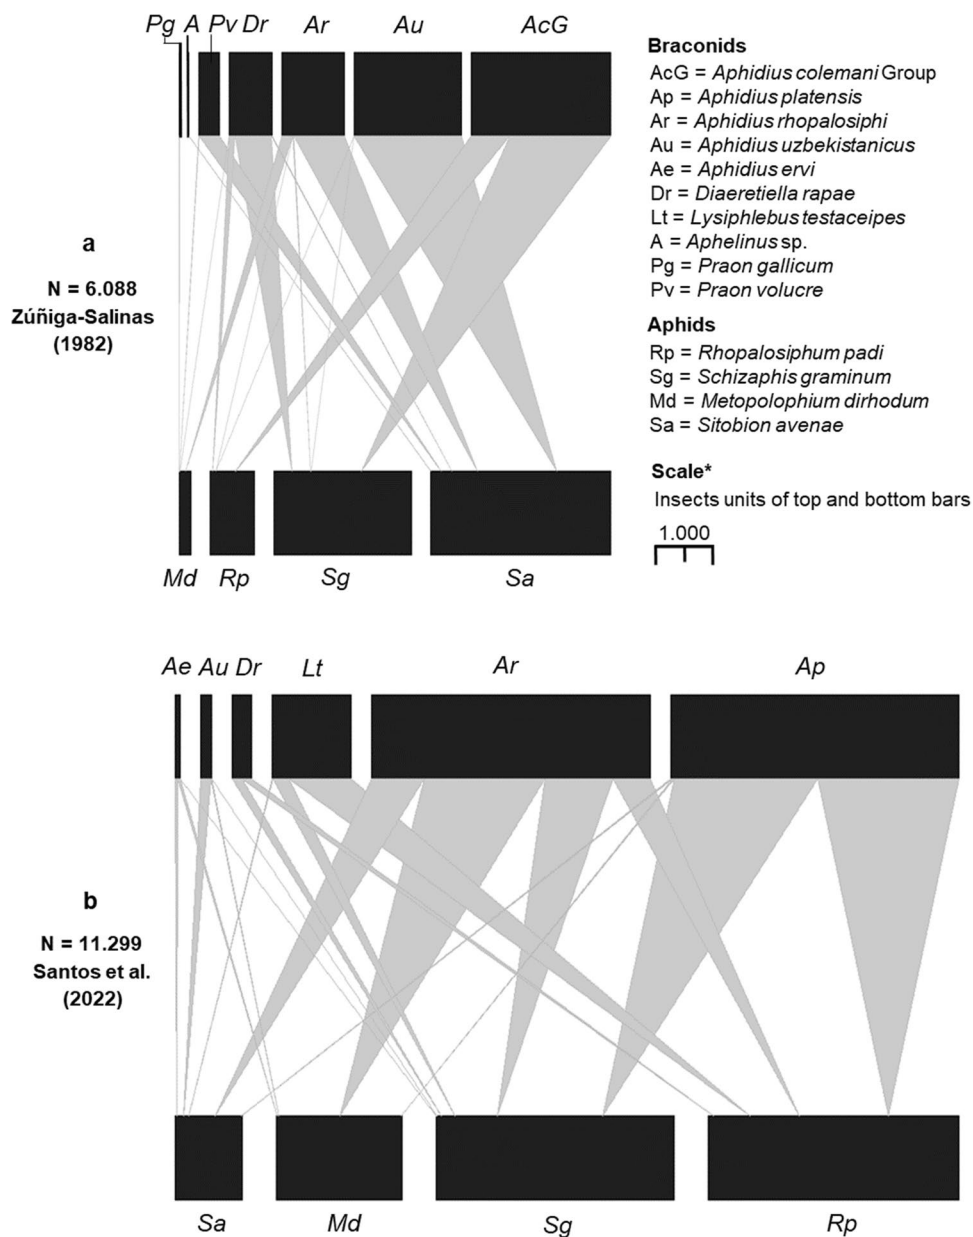 Pg A Pv Dr Ar Au AcG
a
N = 6.088
Zúñiga-Salinas
(1982)
Md Rp Sg Sa
Braconids
AcG = Aphidius colemani Group
Ap = Aphidius platensis
Ar = Aphidius rhopalosiphi
Au = Aphidius uzbekistanicus
Ae = Aphidius ervi
Dr = Diaeretiella rapae
Lt = Lysiphlebus testaceipes
A = Aphelinus sp.
Pg = Praon gallicum
Pv = Praon volucre
Aphids
Rp = Rhopalosiphum padi
Sg = Schizaphis graminum
Md = Metopolophium dirhodum
Sa = Sitobion avenae
Scale*
Insects units of top and bottom bars
1.000
Ae Au Dr Lt Ar Ap
b
N = 11.299
Santos et al.
(2022)
Sa Md Sg Rp